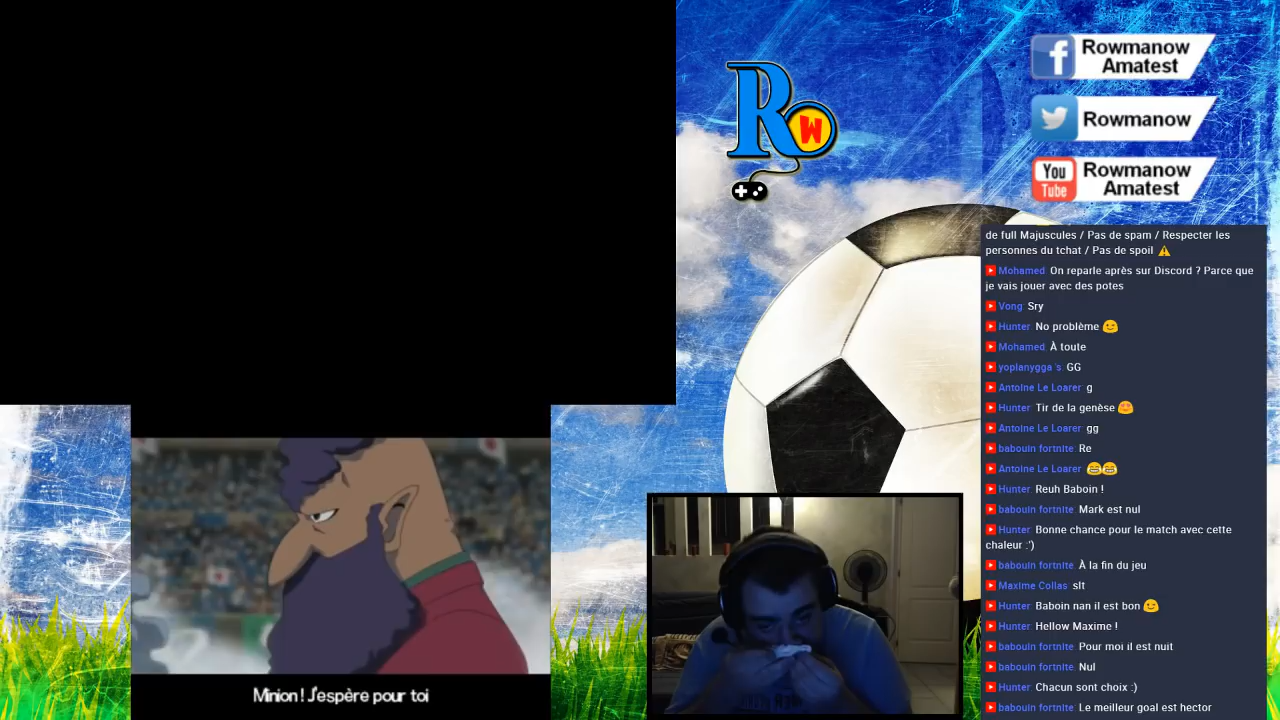 R
W
Rowmanow
Amatest
Rowmanow
You
Tube
Rowmanow
Amatest
de full Majuscules / Pas de spam / Respecter les
personnes du tchat / Pas de spoil
Mohamed: On reparle après sur Discord ? Parce que
je vais jouer avec des potes
Vong: Sry
Hunter: No problème
Mohamed: À toute
yoplanygga 's: GG
Antoine Le Loarer: g
Hunter: Tir de la genèse
Antoine Le Loarer: gg
babouin fortnite: Re
Antoine Le Loarer:
Hunter: Reuh Baboin !
babouin fortnite: Mark est nul
Hunter: Bonne chance pour le match avec cette
chaleur :')
babouin fortnite: À la fin du jeu
Maxime Collas: slt
Hunter: Baboin nan il est bon
Hunter: Hellow Maxime !
babouin fortnite: Pour moi il est nuit
babouin fortnite: Nul
Hunter: Chacun sont choix :)
babouin fortnite: Le meilleur goal est hector
Minion ! J'espère pour toi